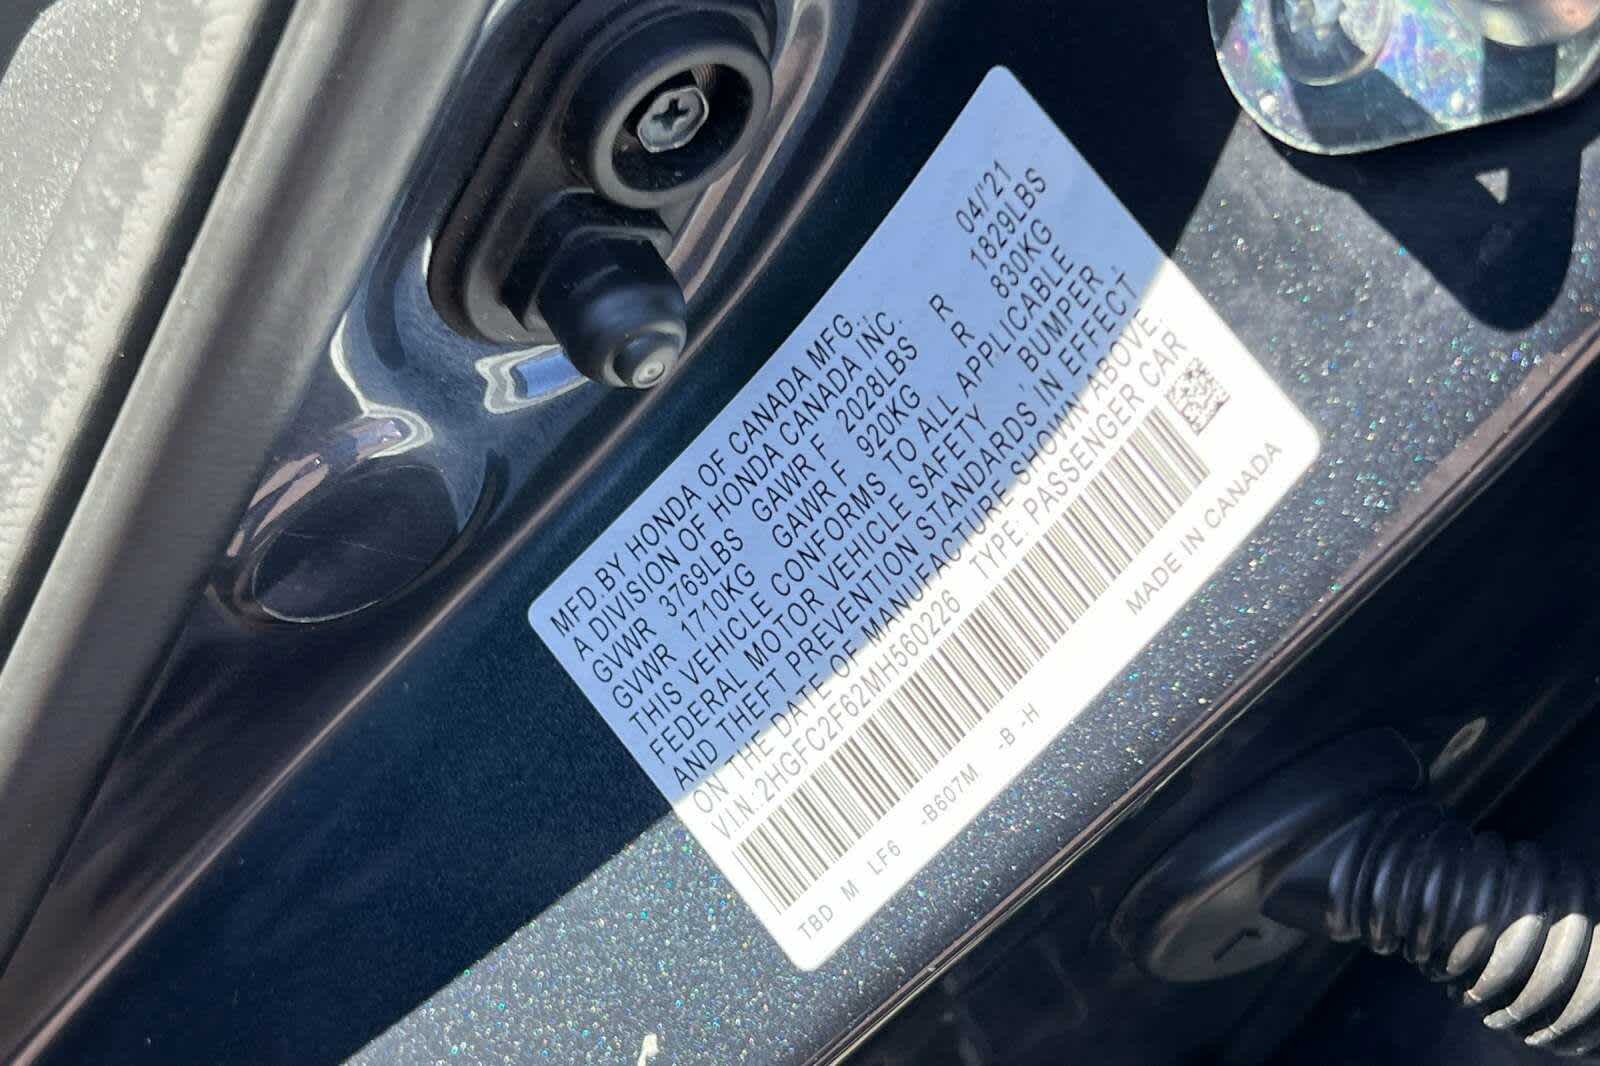 MFD.BY HONDA OF CANADA MFG. 04/'21
A DIVISION OF HONDA CANADA INC.
GVWR 3769LBS GAWR F 2028LBS R 1829LBS
GVWR 1710KG GAWR F 920KG R 830KG
THIS VEHICLE CONFORMS TO ALL APPLICABLE
FEDERAL MOTOR VEHICLE SAFETY , BUMPER ,
AND THEFT PREVENTION STANDARDS IN EFFECT
ON THE DATE OF MANUFACTURE SHOWN ABOVE.
VIN:2HGFC2F62MH560226 TYPE: PASSENGER CAR
TBD M LF6 -B607M -B -H MADE IN CANADA